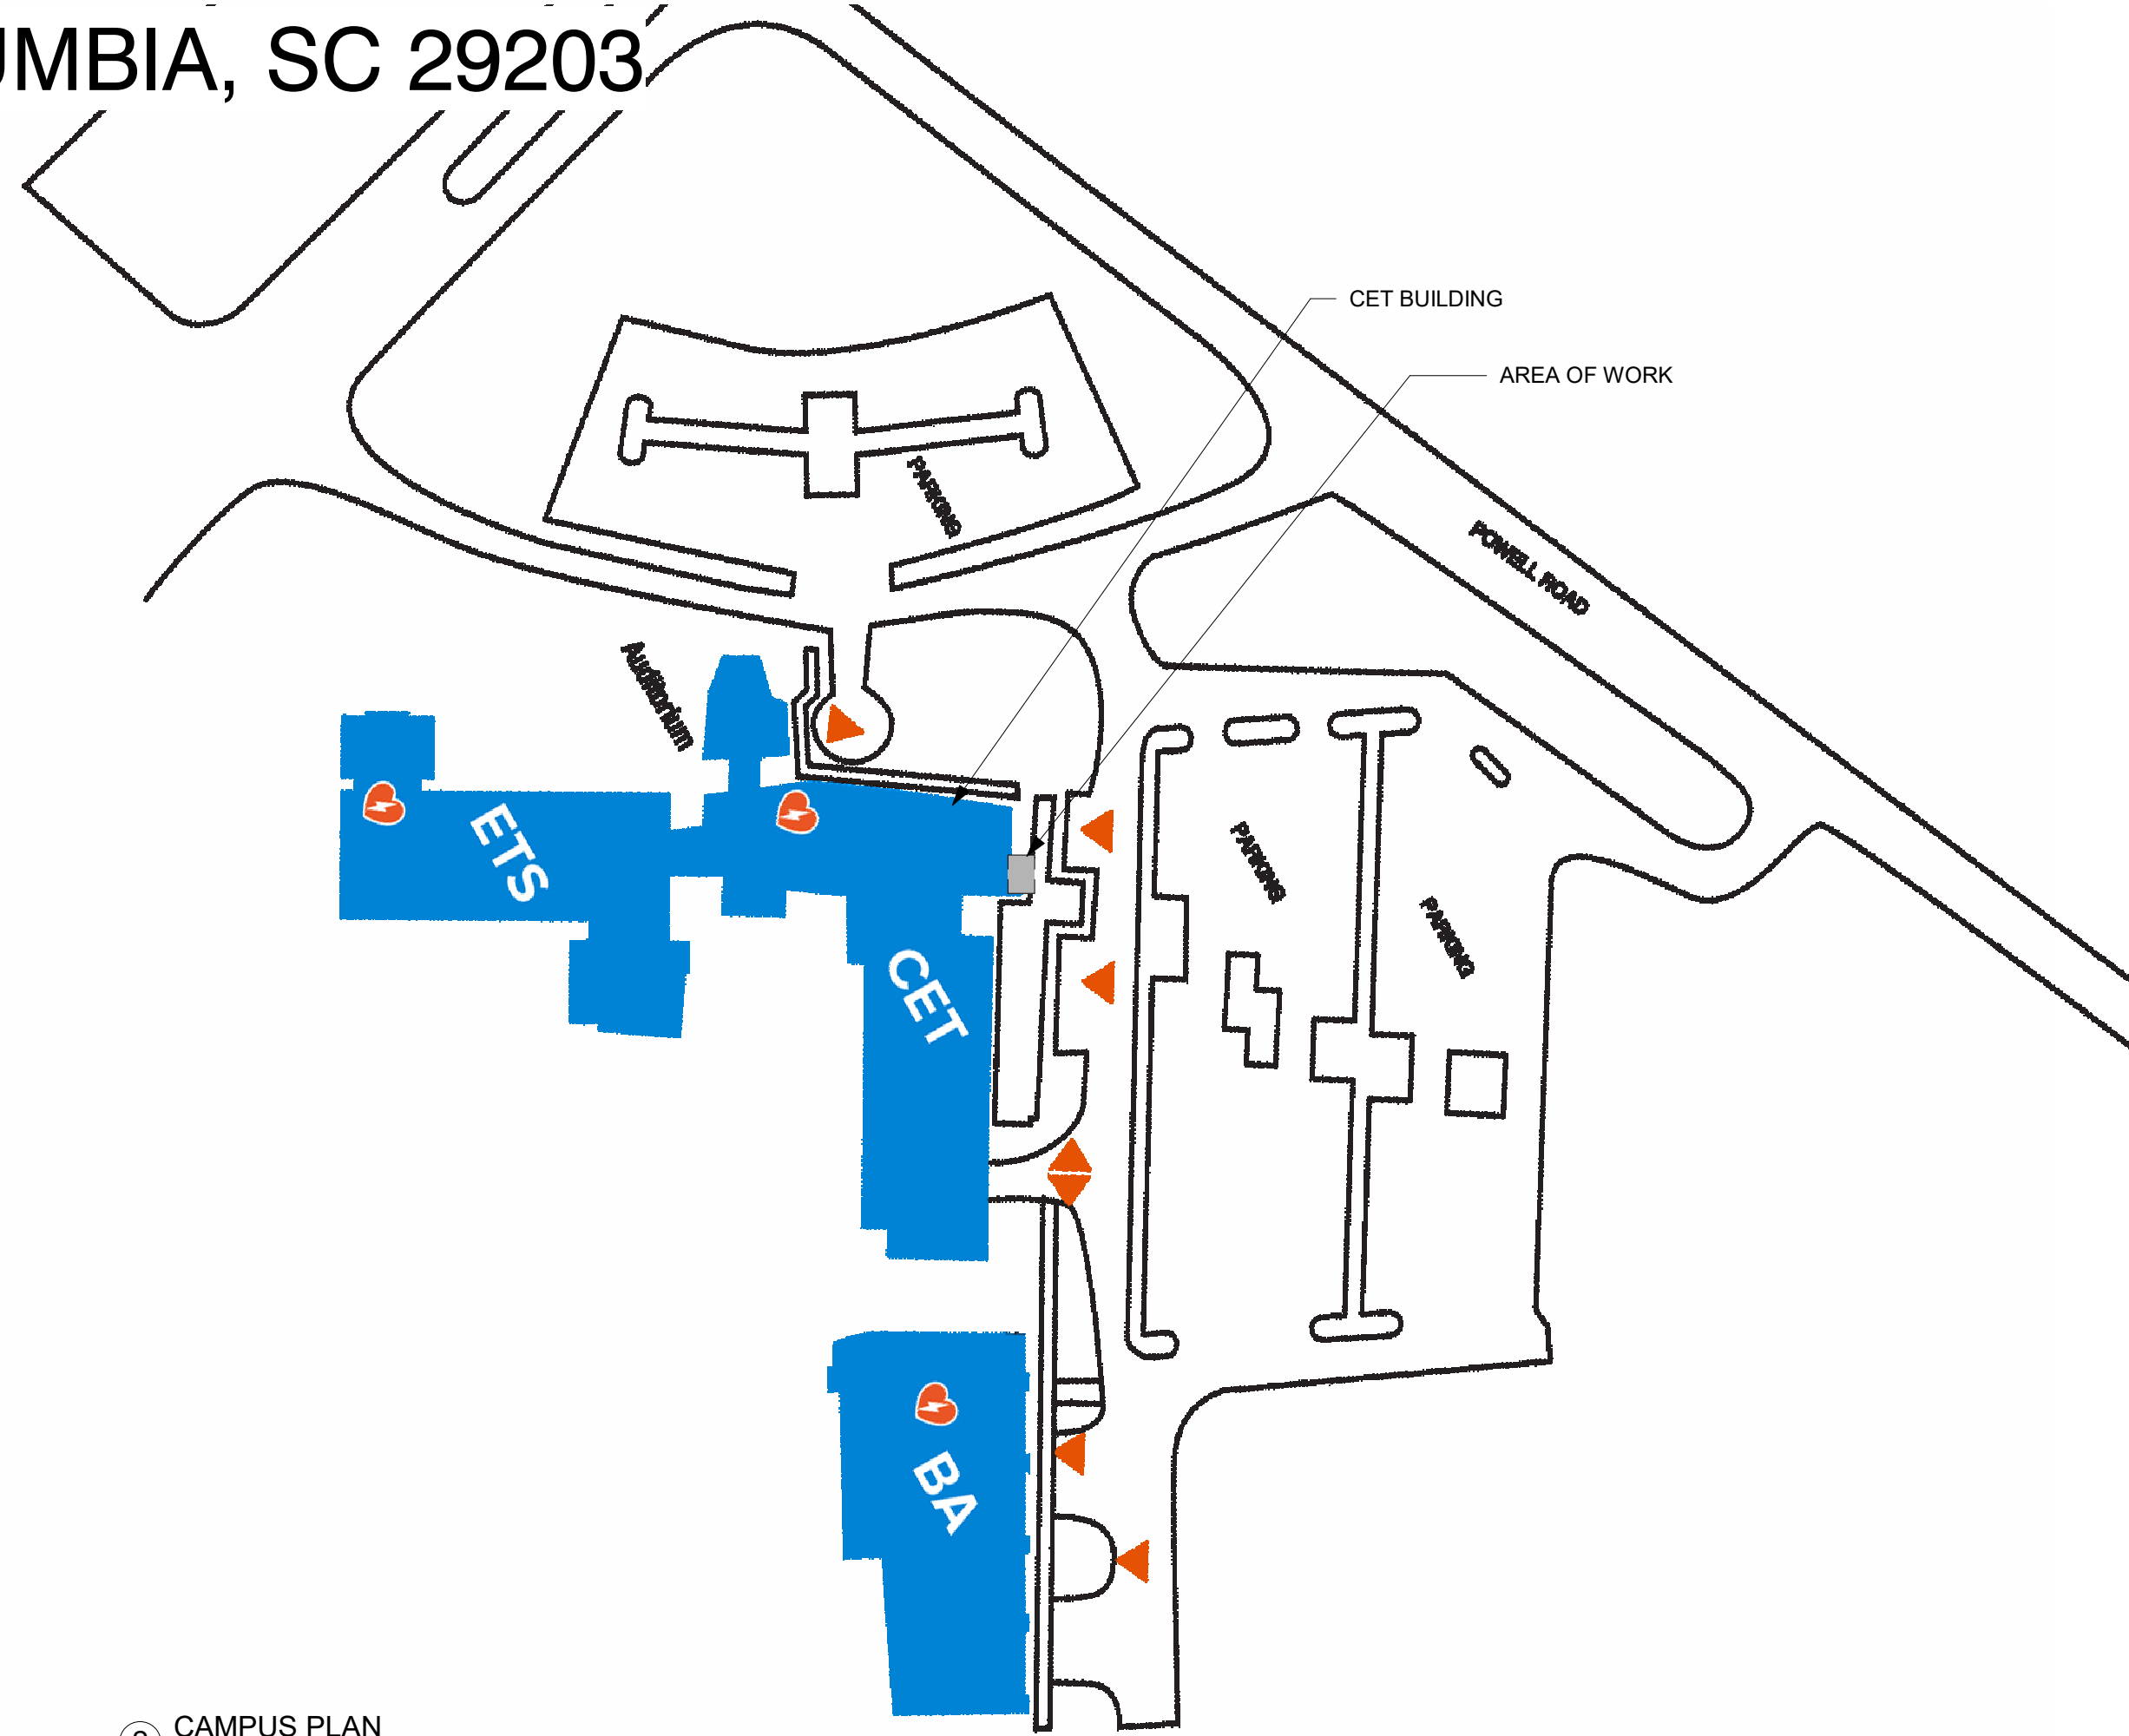 UMBIA, SC 29203
CET BUILDING
AREA OF WORK
PARKING
POWELL ROAD
Auditorium
ETS
PARKING
PARKING
CET
BA
CAMPUS PLAN